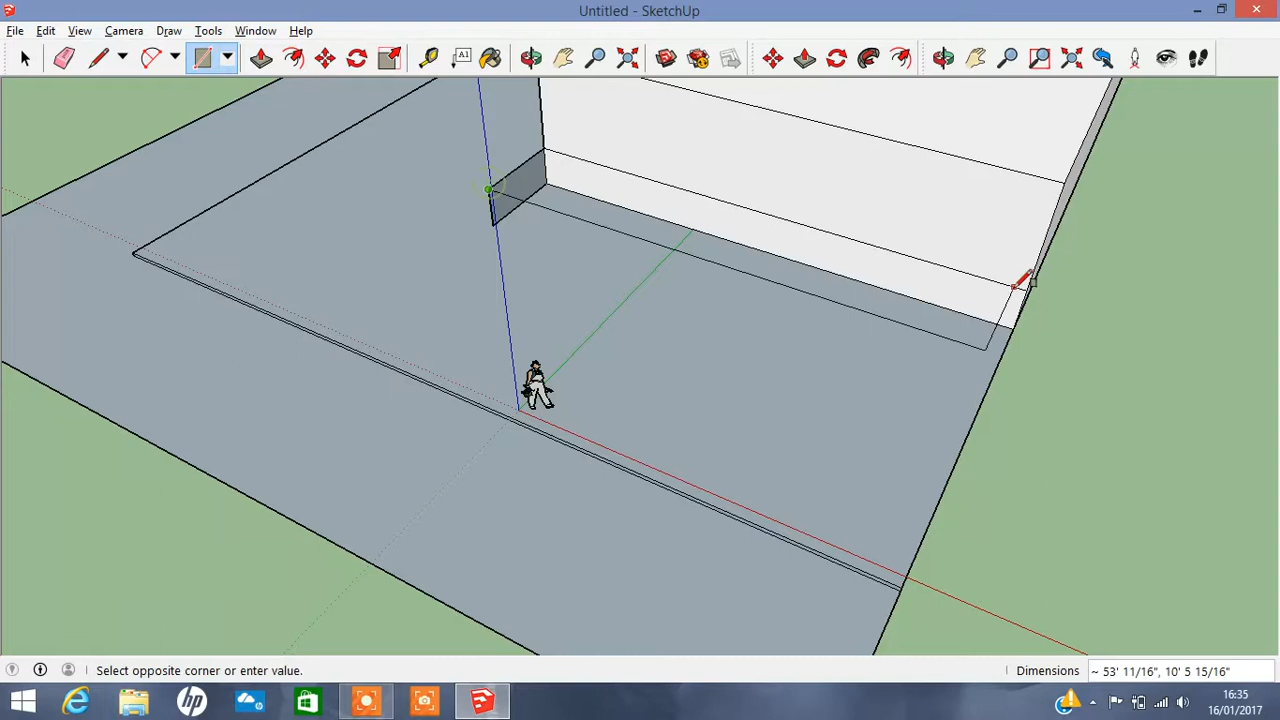 Untitled - SketchUp
File Edit View Camera Draw Tools Window Help
A1
Select opposite corner or enter value.
Dimensions ~ 53' 11/16", 10' 5 15/16"
16:35
16/01/2017